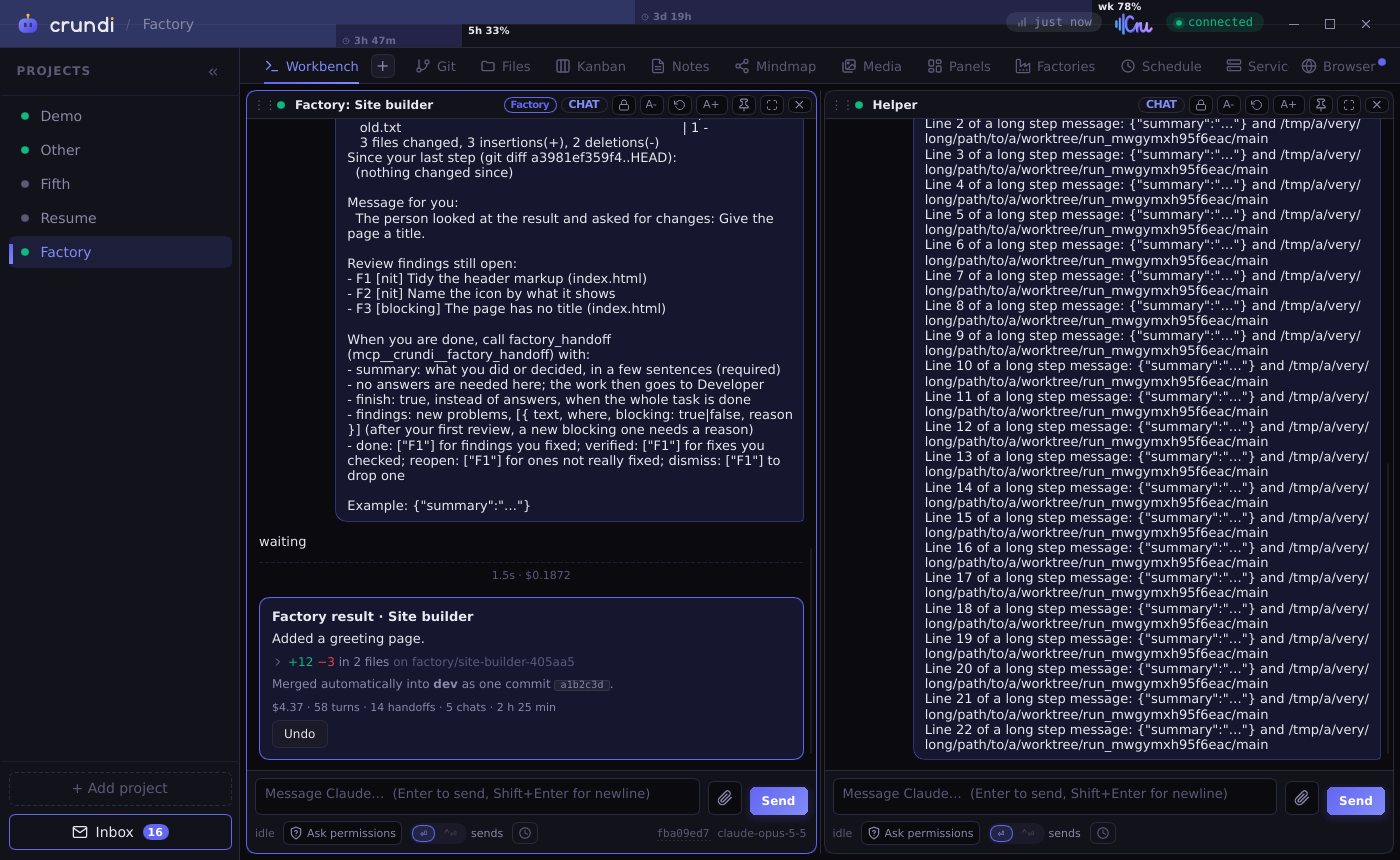 crundi / Factory
3d 19h
3h 47m
5h 33%
just now
wk 78%
Cru
connected
PROJECTS
«
Demo
Other
Fifth
Resume
Factory
+ Add project
Inbox 16
Workbench
+
Git
Files
Kanban
Notes
Mindmap
Media
Panels
Factories
Schedule
Servic
Browser
Factory: Site builder
Factory
CHAT
A-
A+
old.txt | 1 -
3 files changed, 3 insertions(+), 2 deletions(-)
Since your last step (git diff a3981ef359f4..HEAD):
(nothing changed since)
Message for you:
The person looked at the result and asked for changes: Give the
page a title.
Review findings still open:
- F1 [nit] Tidy the header markup (index.html)
- F2 [nit] Name the icon by what it shows
- F3 [blocking] The page has no title (index.html)
When you are done, call factory_handoff
(mcp__crundi__factory_handoff) with:
- summary: what you did or decided, in a few sentences (required)
- no answers are needed here; the work then goes to Developer
- finish: true, instead of answers, when the whole task is done
- findings: new problems, [{ text, where, blocking: true|false, reason
}] (after your first review, a new blocking one needs a reason)
- done: ["F1"] for findings you fixed; verified: ["F1"] for fixes you
checked; reopen: ["F1"] for ones not really fixed; dismiss: ["F1"] to
drop one
Example: {"summary":"…"}
waiting
1.5s · $0.1872
Factory result · Site builder
Added a greeting page.
+12 −3 in 2 files on factory/site-builder-405aa5
Merged automatically into dev as one commit a1b2c3d.
$4.37 · 58 turns · 14 handoffs · 5 chats · 2 h 25 min
Undo
Message Claude… (Enter to send, Shift+Enter for newline)
Send
idle
Ask permissions
sends
fba09ed7 claude-opus-5-5
Helper
CHAT
A-
A+
Line 2 of a long step message: {"summary":"…"} and /tmp/a/very/
long/path/to/a/worktree/run_mwgymxh95f6eac/main
Line 3 of a long step message: {"summary":"…"} and /tmp/a/very/
long/path/to/a/worktree/run_mwgymxh95f6eac/main
Line 4 of a long step message: {"summary":"…"} and /tmp/a/very/
long/path/to/a/worktree/run_mwgymxh95f6eac/main
Line 5 of a long step message: {"summary":"…"} and /tmp/a/very/
long/path/to/a/worktree/run_mwgymxh95f6eac/main
Line 6 of a long step message: {"summary":"…"} and /tmp/a/very/
long/path/to/a/worktree/run_mwgymxh95f6eac/main
Line 7 of a long step message: {"summary":"…"} and /tmp/a/very/
long/path/to/a/worktree/run_mwgymxh95f6eac/main
Line 8 of a long step message: {"summary":"…"} and /tmp/a/very/
long/path/to/a/worktree/run_mwgymxh95f6eac/main
Line 9 of a long step message: {"summary":"…"} and /tmp/a/very/
long/path/to/a/worktree/run_mwgymxh95f6eac/main
Line 10 of a long step message: {"summary":"…"} and /tmp/a/very/
long/path/to/a/worktree/run_mwgymxh95f6eac/main
Line 11 of a long step message: {"summary":"…"} and /tmp/a/very/
long/path/to/a/worktree/run_mwgymxh95f6eac/main
Line 12 of a long step message: {"summary":"…"} and /tmp/a/very/
long/path/to/a/worktree/run_mwgymxh95f6eac/main
Line 13 of a long step message: {"summary":"…"} and /tmp/a/very/
long/path/to/a/worktree/run_mwgymxh95f6eac/main
Line 14 of a long step message: {"summary":"…"} and /tmp/a/very/
long/path/to/a/worktree/run_mwgymxh95f6eac/main
Line 15 of a long step message: {"summary":"…"} and /tmp/a/very/
long/path/to/a/worktree/run_mwgymxh95f6eac/main
Line 16 of a long step message: {"summary":"…"} and /tmp/a/very/
long/path/to/a/worktree/run_mwgymxh95f6eac/main
Line 17 of a long step message: {"summary":"…"} and /tmp/a/very/
long/path/to/a/worktree/run_mwgymxh95f6eac/main
Line 18 of a long step message: {"summary":"…"} and /tmp/a/very/
long/path/to/a/worktree/run_mwgymxh95f6eac/main
Line 19 of a long step message: {"summary":"…"} and /tmp/a/very/
long/path/to/a/worktree/run_mwgymxh95f6eac/main
Line 20 of a long step message: {"summary":"…"} and /tmp/a/very/
long/path/to/a/worktree/run_mwgymxh95f6eac/main
Line 21 of a long step message: {"summary":"…"} and /tmp/a/very/
long/path/to/a/worktree/run_mwgymxh95f6eac/main
Line 22 of a long step message: {"summary":"…"} and /tmp/a/very/
long/path/to/a/worktree/run_mwgymxh95f6eac/main
Message Claude… (Enter to send, Shift+Enter for newline)
Send
idle
Ask permissions
sends